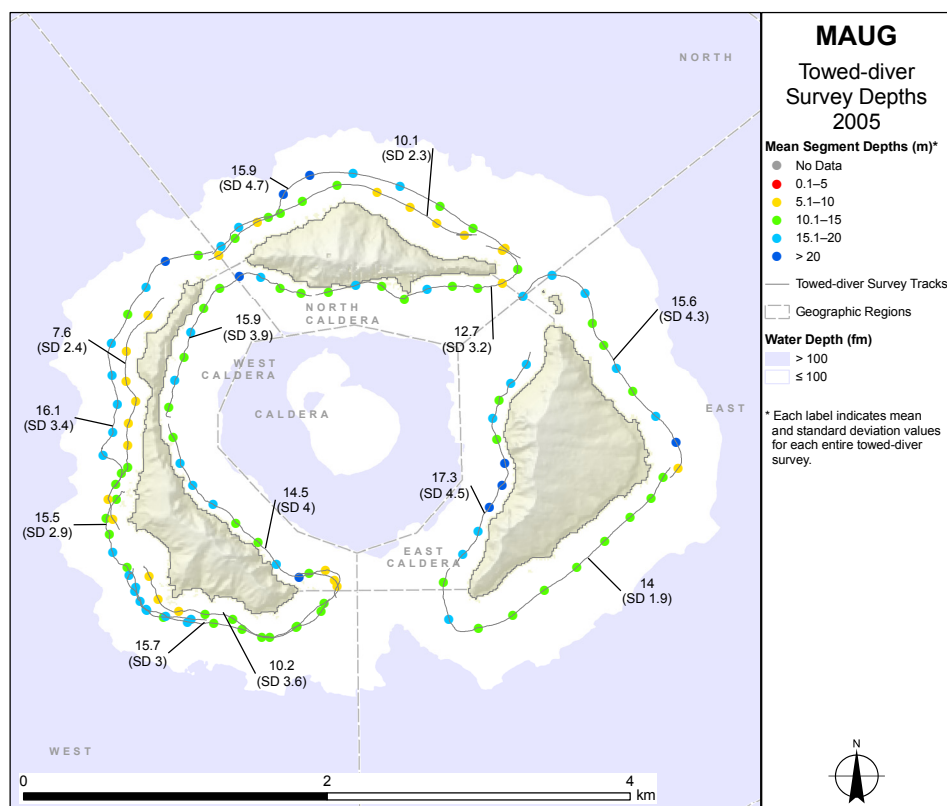 MAUG
Towed-diver
Survey Depths
2005
Mean Segment Depths (m)*
No Data
0.1–5
5.1–10
10.1–15
15.1–20
> 20
Towed-diver Survey Tracks
Geographic Regions
Water Depth (fm)
> 100
≤ 100
* Each label indicates mean
and standard deviation values
for each entire towed-diver
survey.
N
NORTH
10.1
(SD 2.3)
15.9
(SD 4.7)
15.6
(SD 4.3)
NORTH
CALDERA
12.7
(SD 3.2)
15.9
(SD 3.9)
7.6
(SD 2.4)
WEST
CALDERA
CALDERA
EAST
16.1
(SD 3.4)
17.3
(SD 4.5)
14.5
(SD 4)
15.5
(SD 2.9)
EAST
CALDERA
14
(SD 1.9)
15.7
(SD 3)
10.2
(SD 3.6)
WEST
0 2 4
km